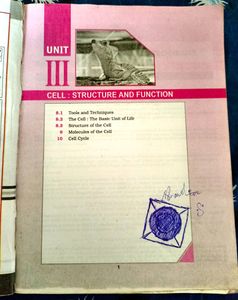 UNIT
III
CELL : STRUCTURE AND FUNCTION
8.1 Tools and Techniques
8.2 The Cell : The Basic Unit of Life
8.3 Structure of the Cell
9 Molecules of the Cell
10 Cell Cycle
1